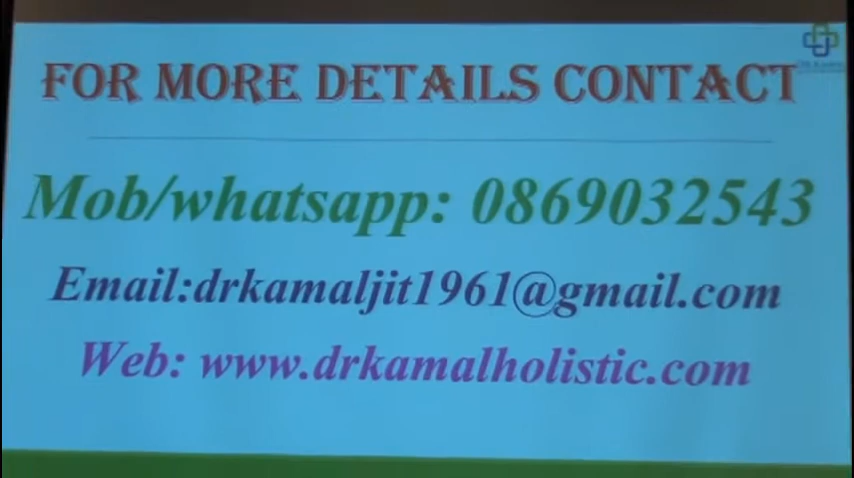 FOR MORE DETAILS CONTACT
Mob/whatsapp: 0869032543
Email:drkamaljit1961@gmail.com
Web: www.drkamalholistic.com